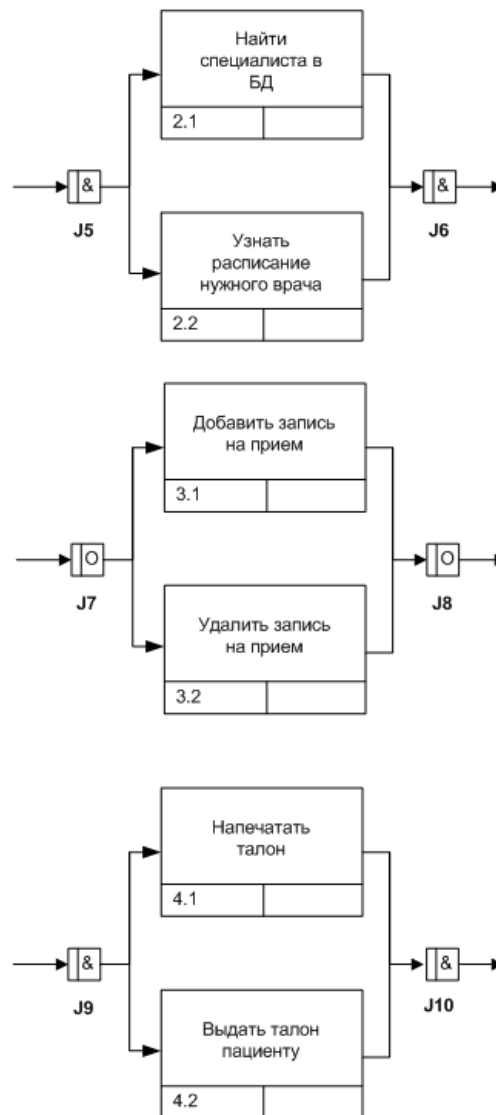 Найти
специалиста в
БД
2.1
&
&
J5
J6
Узнать
расписание
нужного врача
2.2
Добавить запись
на прием
3.1
O
O
J7
J8
Удалить запись
на прием
3.2
Напечатать
талон
4.1
&
&
J9
J10
Выдать талон
пациенту
4.2